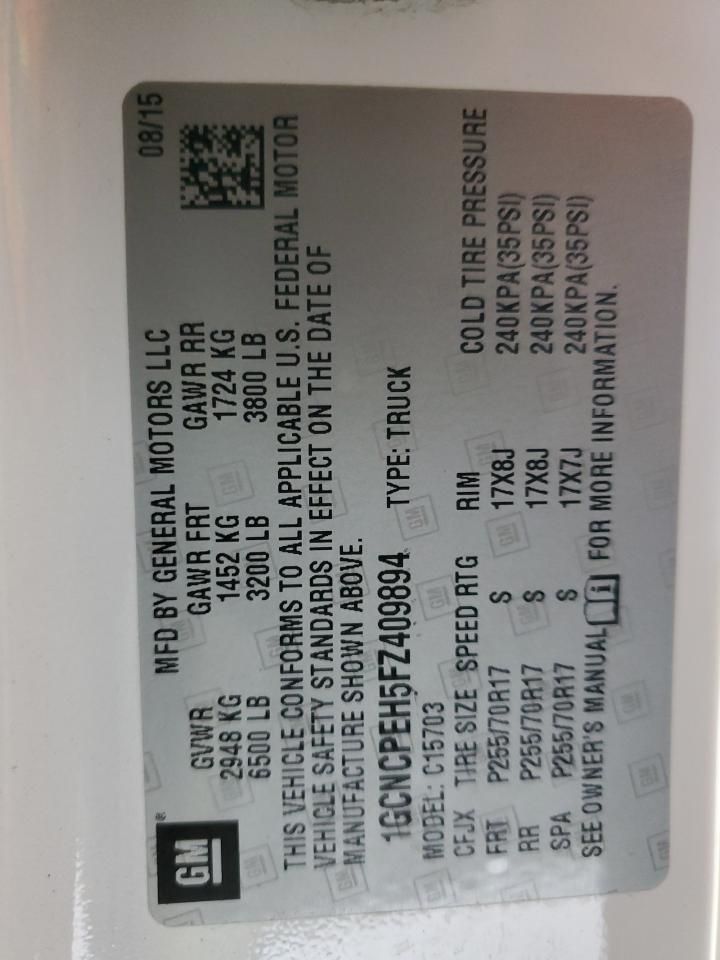 GM®
MFD BY GENERAL MOTORS LLC 08/15
GVWR GAWR FRT GAWR RR
2948 KG 1452 KG 1724 KG
6500 LB 3200 LB 3800 LB
THIS VEHICLE CONFORMS TO ALL APPLICABLE U.S. FEDERAL MOTOR
VEHICLE SAFETY STANDARDS IN EFFECT ON THE DATE OF
MANUFACTURE SHOWN ABOVE.
1GCNCPEH5FZ409894 TYPE: TRUCK
MODEL: C15703
CFJX TIRE SIZE SPEED RTG RIM COLD TIRE PRESSURE
FRT P255/70R17 S 17X8J 240KPA(35PSI)
RR P255/70R17 S 17X8J 240KPA(35PSI)
SPA P255/70R17 S 17X7J 240KPA(35PSI)
SEE OWNER'S MANUAL i FOR MORE INFORMATION.